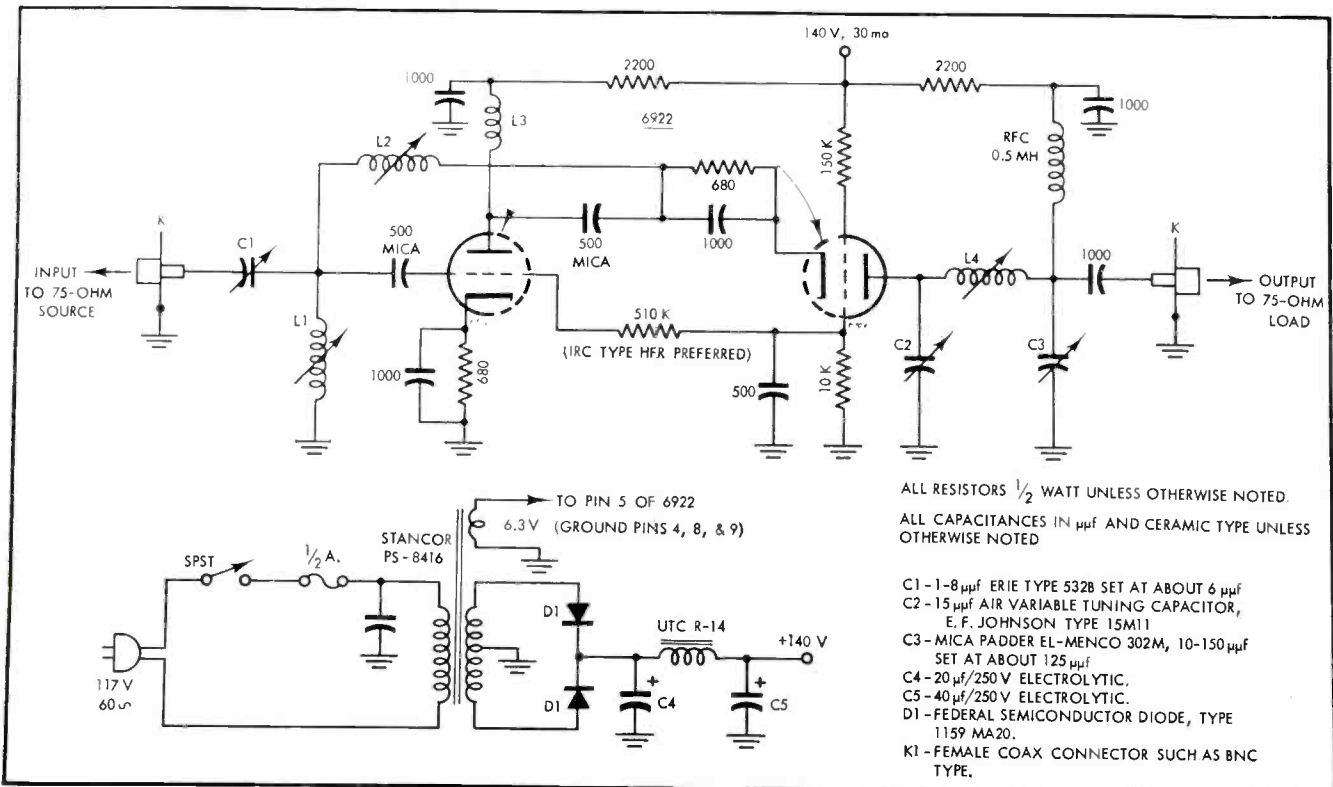 140 V, 30 ma
1000
2200
2200
1000
L3
6922
RFC
0.5 MH
L2
680
150 K
K
C1
500
MICA
500
MICA
1000
L4
1000
K
INPUT
TO 75-OHM
SOURCE
OUTPUT
TO 75-OHM
LOAD
L1
510 K
(IRC TYPE HFR PREFERRED)
C2
C3
1000
680
500
10 K
TO PIN 5 OF 6922
6.3 V
(GROUND PINS 4, 8, & 9)
STANCOR
PS-8416
SPST
1/2 A.
D1
UTC R-14
+140 V
117 V
60 ∽
D1
+
C4
+
C5
ALL RESISTORS 1/2 WATT UNLESS OTHERWISE NOTED.
ALL CAPACITANCES IN μμf AND CERAMIC TYPE UNLESS
OTHERWISE NOTED
C1-1-8 μμf ERIE TYPE 532B SET AT ABOUT 6 μμf
C2-15 μμf AIR VARIABLE TUNING CAPACITOR,
E. F. JOHNSON TYPE 15M11
C3-MICA PADDER EL-MENCO 302M, 10-150 μμf
SET AT ABOUT 125 μμf
C4-20 μf/250 V ELECTROLYTIC.
C5-40 μf/250 V ELECTROLYTIC.
D1-FEDERAL SEMICONDUCTOR DIODE, TYPE
1159 MA20.
K1-FEMALE COAX CONNECTOR SUCH AS BNC
TYPE.